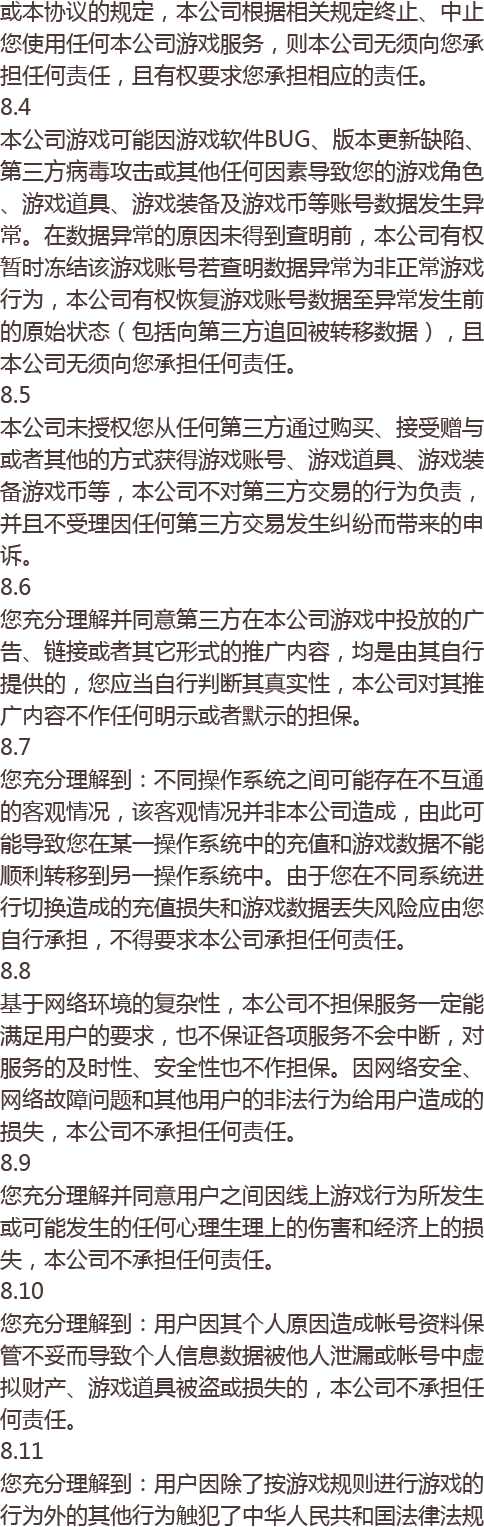 或本协议的规定，本公司根据相关规定终止、中止
您使用任何本公司游戏服务，则本公司无须向您承
担任何责任，且有权要求您承担相应的责任。
8.4
本公司游戏可能因游戏软件BUG、版本更新缺陷、
第三方病毒攻击或其他任何因素导致您的游戏角色
、游戏道具、游戏装备及游戏币等账号数据发生异
常。在数据异常的原因未得到查明前，本公司有权
暂时冻结该游戏账号若查明数据异常为非正常游戏
行为，本公司有权恢复游戏账号数据至异常发生前
的原始状态（包括向第三方追回被转移数据），且
本公司无须向您承担任何责任。
8.5
本公司未授权您从任何第三方通过购买、接受赠与
或者其他的方式获得游戏账号、游戏道具、游戏装
备游戏币等，本公司不对第三方交易的行为负责，
并且不受理因任何第三方交易发生纠纷而带来的申
诉。
8.6
您充分理解并同意第三方在本公司游戏中投放的广
告、链接或者其它形式的推广内容，均是由其自行
提供的，您应当自行判断其真实性，本公司对其推
广内容不作任何明示或者默示的担保。
8.7
您充分理解到：不同操作系统之间可能存在不互通
的客观情况，该客观情况并非本公司造成，由此可
能导致您在某一操作系统中的充值和游戏数据不能
顺利转移到另一操作系统中。由于您在不同系统进
行切换造成的充值损失和游戏数据丢失风险应由您
自行承担，不得要求本公司承担任何责任。
8.8
基于网络环境的复杂性，本公司不担保服务一定能
满足用户的要求，也不保证各项服务不会中断，对
服务的及时性、安全性也不作担保。因网络安全、
网络故障问题和其他用户的非法行为给用户造成的
损失，本公司不承担任何责任。
8.9
您充分理解并同意用户之间因线上游戏行为所发生
或可能发生的任何心理生理上的伤害和经济上的损
失，本公司不承担任何责任。
8.10
您充分理解到：用户因其个人原因造成帐号资料保
管不妥而导致个人信息数据被他人泄漏或帐号中虚
拟财产、游戏道具被盗或损失的，本公司不承担任
何责任。
8.11
您充分理解到：用户因除了按游戏规则进行游戏的
行为外的其他行为触犯了中华人民共和国法律法规